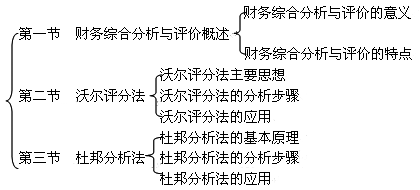 财务综合分析与评价的意义
第一节 财务综合分析与评价概述
财务综合分析与评价的特点
沃尔评分法主要思想
第二节 沃尔评分法 沃尔评分法的分析步骤
沃尔评分法的应用
杜邦分析法的基本原理
第三节 杜邦分析法 杜邦分析法的分析步骤
杜邦分析法的应用